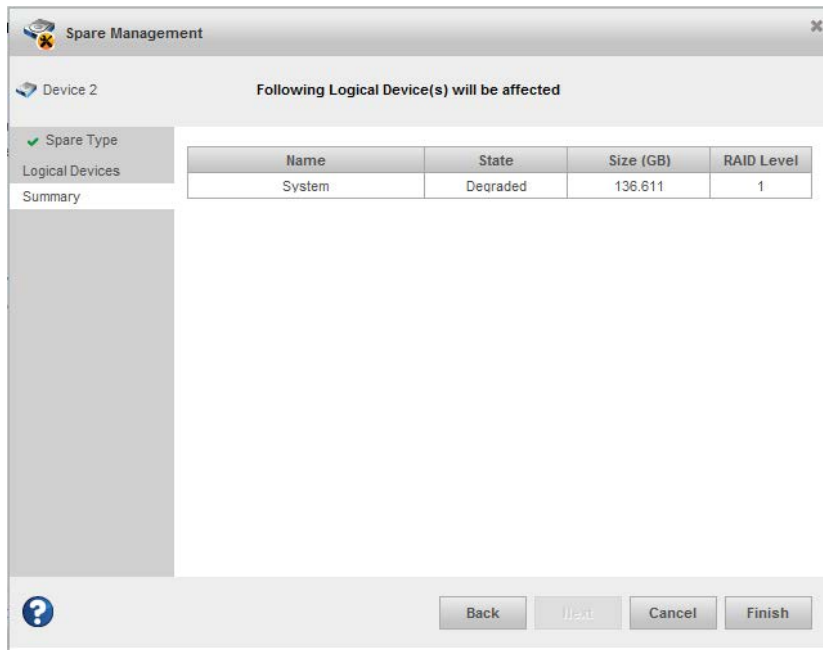 Spare Management
Device 2
Following Logical Device(s) will be affected
Spare Type
Logical Devices
Summary
Name State Size (GB) RAID Level
System Degraded 136.611 1
Back Next Cancel Finish